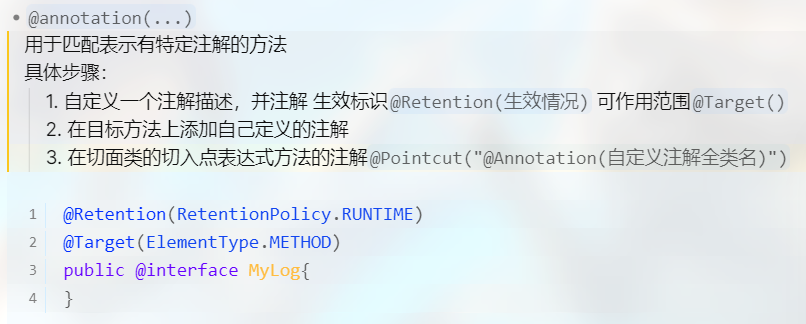 • @annotation(...)
用于匹配表示有特定注解的方法
具体步骤：
1. 自定义一个注解描述，并注解 生效标识@Retention(生效情况) 可作用范围@Target()
2. 在目标方法上添加自己定义的注解
3. 在切面类的切入点表达式方法的注解@Pointcut("@Annotation(自定义注解全类名)")
1 @Retention(RetentionPolicy.RUNTIME)
2 @Target(ElementType.METHOD)
3 public @interface MyLog{
4 }